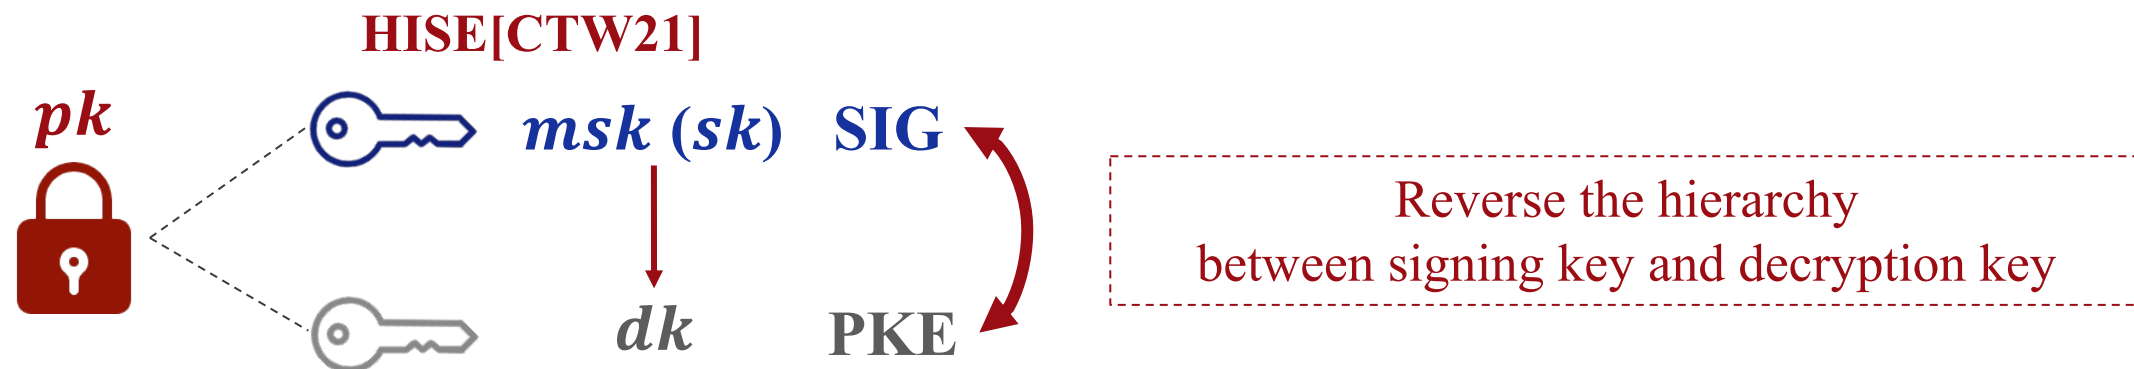 HISE[CTW21]
pk
msk (sk) SIG
Reverse the hierarchy
between signing key and decryption key
dk PKE